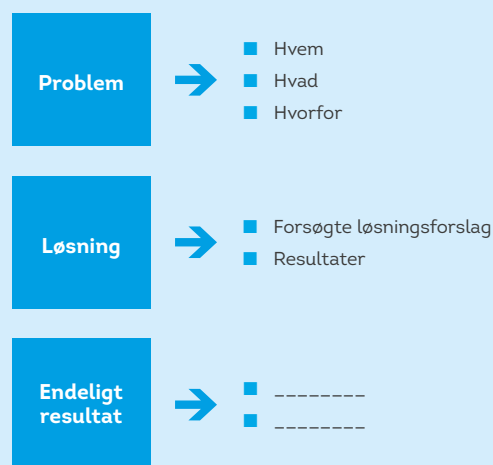 Problem
Hvem
Hvad
Hvorfor
Løsning
Forsøgte løsningsforslag
Resultater
Endeligt
resultat
________
________